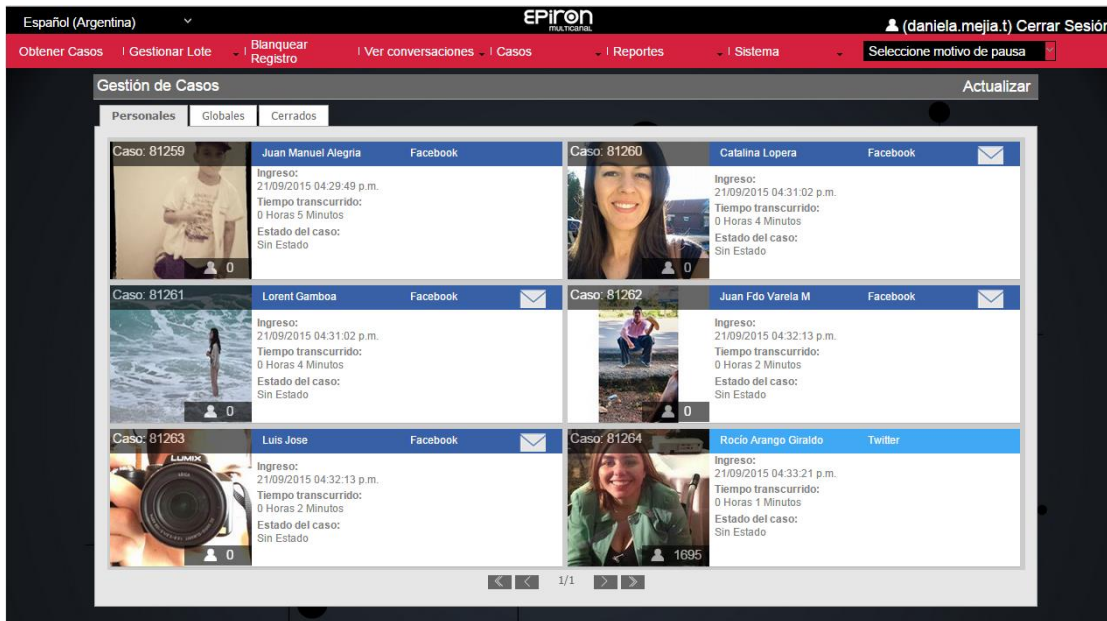 Español (Argentina)
EPIRON
MULTICANAL
(daniela.mejia.t) Cerrar Sesión
Obtener Casos | Gestionar Lote | Blanquear Registro | Ver conversaciones | Casos | Reportes | Sistema
Seleccione motivo de pausa
Gestión de Casos
Actualizar
Personales
Globales
Cerrados
Caso: 81259
Juan Manuel Alegria
Facebook
Ingreso:
21/09/2015 04:29:49 p.m.
Tiempo transcurrido:
0 Horas 5 Minutos
Estado del caso:
Sin Estado
0
Caso: 81260
Catalina Lopera
Facebook
Ingreso:
21/09/2015 04:31:02 p.m.
Tiempo transcurrido:
0 Horas 4 Minutos
Estado del caso:
Sin Estado
0
Caso: 81261
Lorent Gamboa
Facebook
Ingreso:
21/09/2015 04:31:02 p.m.
Tiempo transcurrido:
0 Horas 4 Minutos
Estado del caso:
Sin Estado
0
Caso: 81262
Juan Fdo Varela M
Facebook
Ingreso:
21/09/2015 04:32:13 p.m.
Tiempo transcurrido:
0 Horas 2 Minutos
Estado del caso:
Sin Estado
0
Caso: 81263
Luis Jose
Facebook
LUMIX
Ingreso:
21/09/2015 04:32:13 p.m.
Tiempo transcurrido:
0 Horas 2 Minutos
Estado del caso:
Sin Estado
0
Caso: 81264
Rocío Arango Giraldo
Twitter
Ingreso:
21/09/2015 04:33:21 p.m.
Tiempo transcurrido:
0 Horas 1 Minutos
Estado del caso:
Sin Estado
1695
1/1